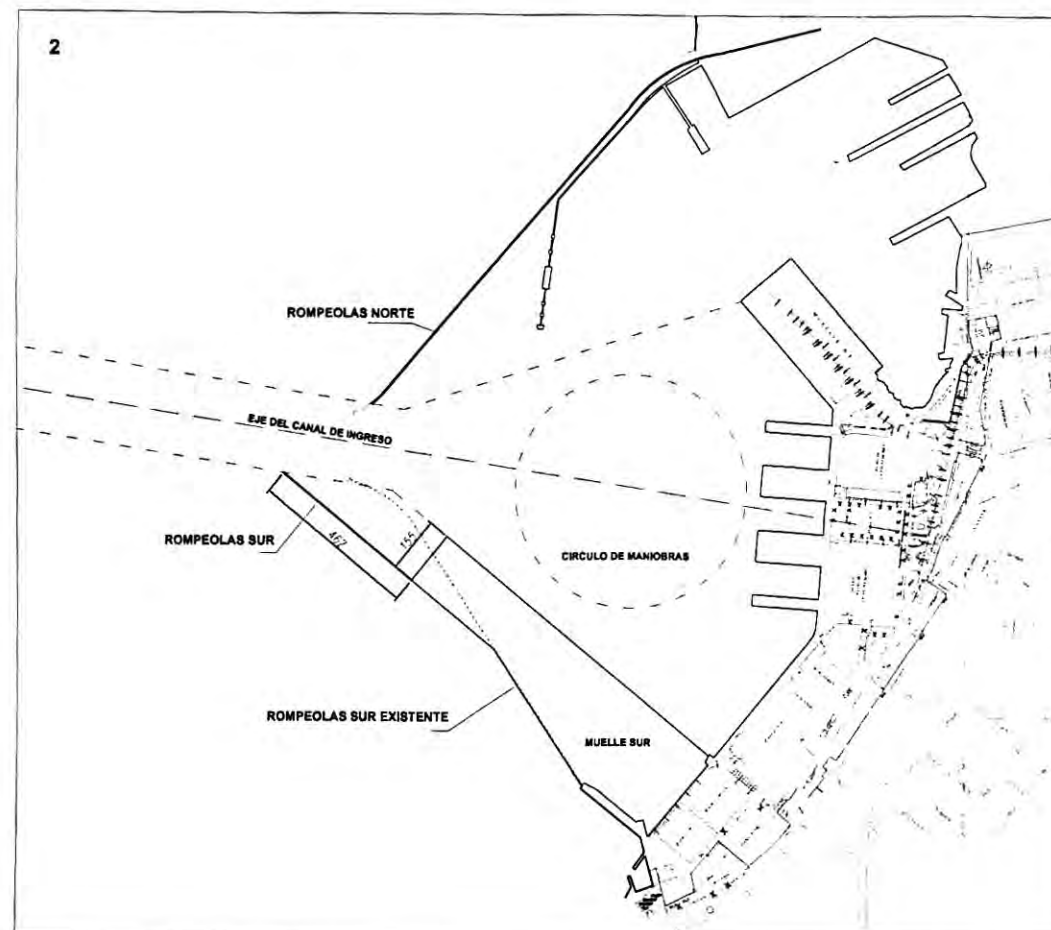 2
ROMPEOLAS NORTE
EJE DEL CANAL DE INGRESO
ROMPEOLAS SUR
467
155
CIRCULO DE MANIOBRAS
ROMPEOLAS SUR EXISTENTE
MUELLE SUR